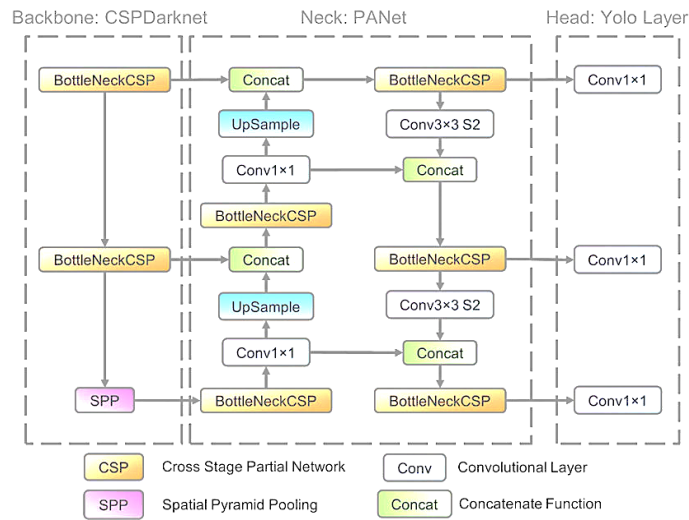 Backbone: CSPDarknet
Neck: PANet
Head: Yolo Layer
BottleNeckCSP
Concat
BottleNeckCSP
Conv1×1
UpSample
Conv3×3 S2
Conv1×1
Concat
BottleNeckCSP
BottleNeckCSP
Concat
BottleNeckCSP
Conv1×1
UpSample
Conv3×3 S2
Conv1×1
Concat
SPP
BottleNeckCSP
BottleNeckCSP
Conv1×1
CSP
Cross Stage Partial Network
Conv
Convolutional Layer
SPP
Spatial Pyramid Pooling
Concat
Concatenate Function